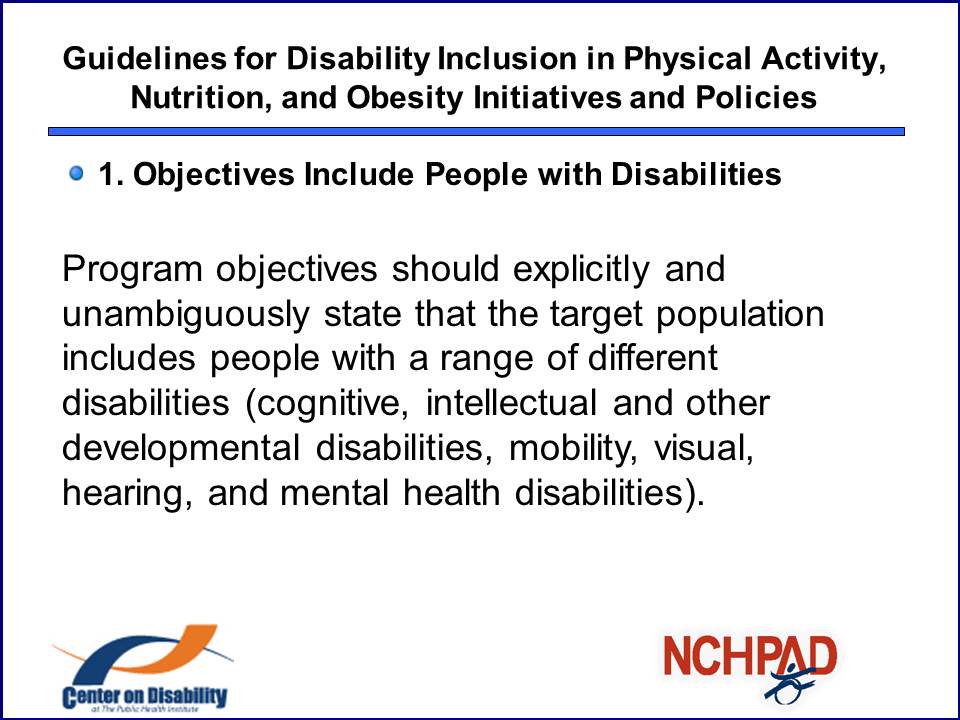 Guidelines for Disability Inclusion in Physical Activity,
Nutrition, and Obesity Initiatives and Policies
1. Objectives Include People with Disabilities
Program objectives should explicitly and
unambiguously state that the target population
includes people with a range of different
disabilities (cognitive, intellectual and other
developmental disabilities, mobility, visual,
hearing, and mental health disabilities).
Center on Disability
at The Public Health Institute
NCHPAD